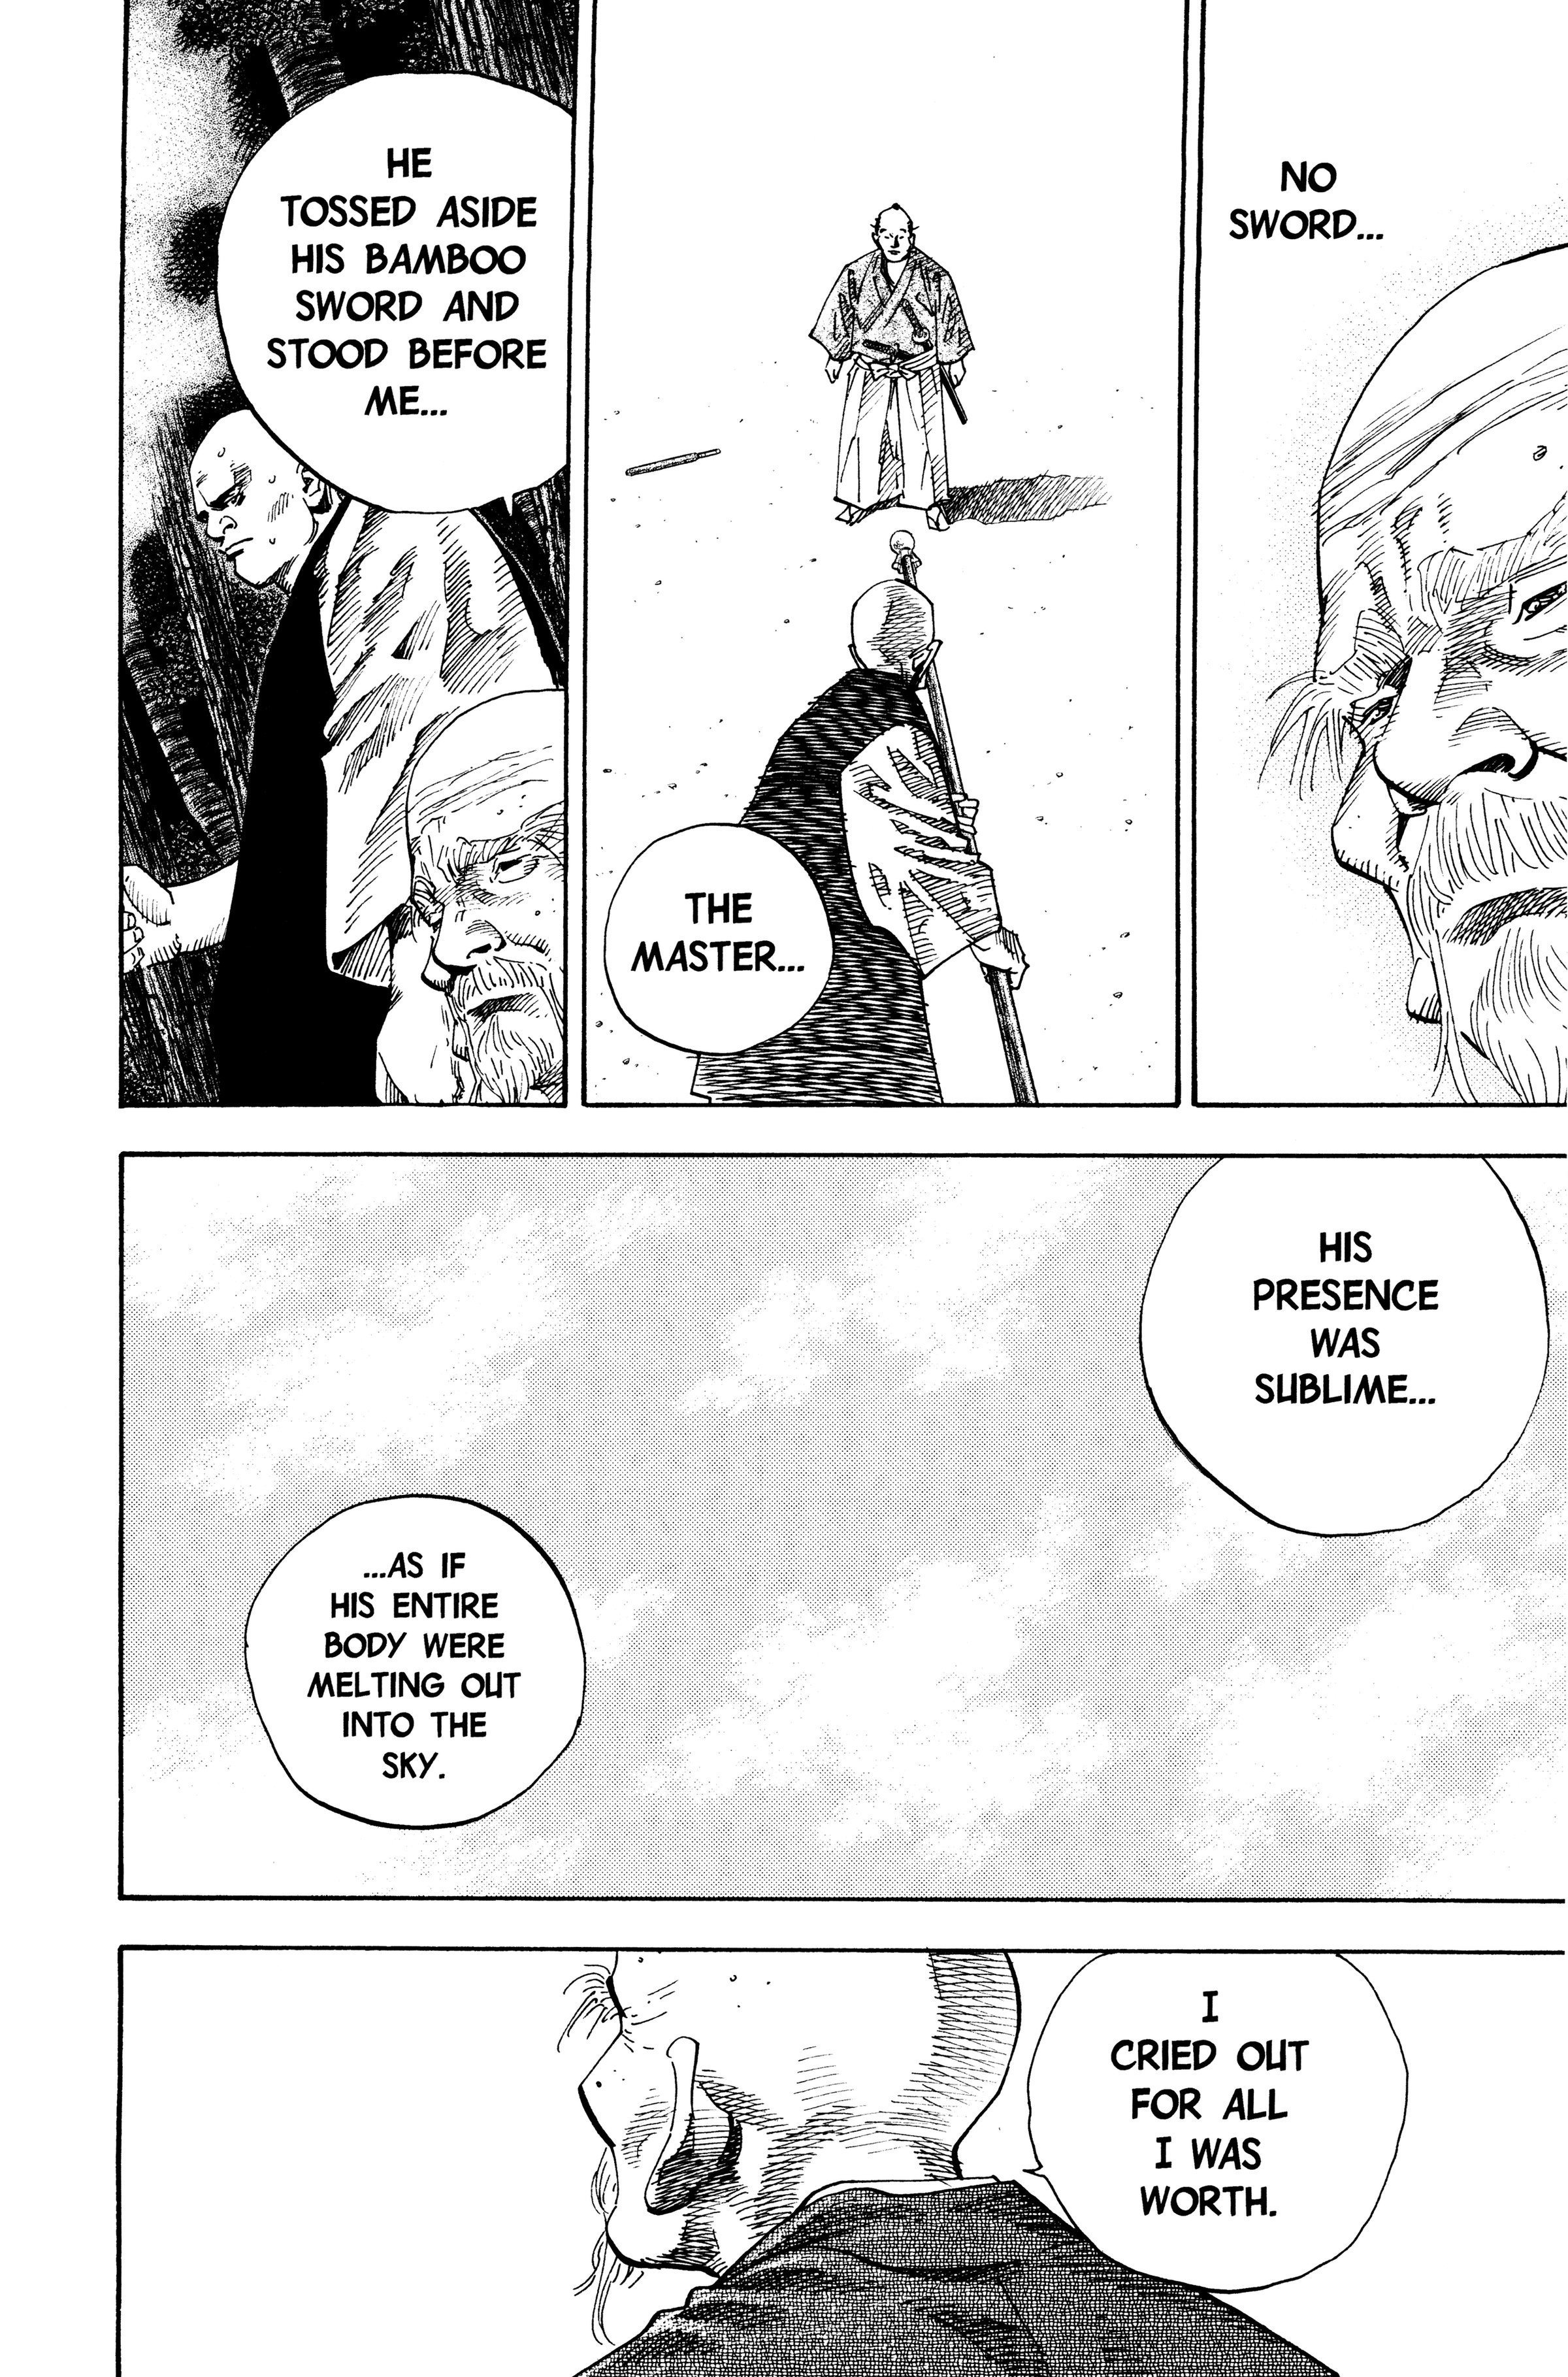 NO
SWORD...
THE
MASTER...
HE
TOSSED ASIDE
HIS BAMBOO
SWORD AND
STOOD BEFORE
ME...
HIS
PRESENCE
WAS
SUBLIME...
...AS IF
HIS ENTIRE
BODY WERE
MELTING OUT
INTO THE
SKY.
I
CRIED OUT
FOR ALL
I WAS
WORTH.